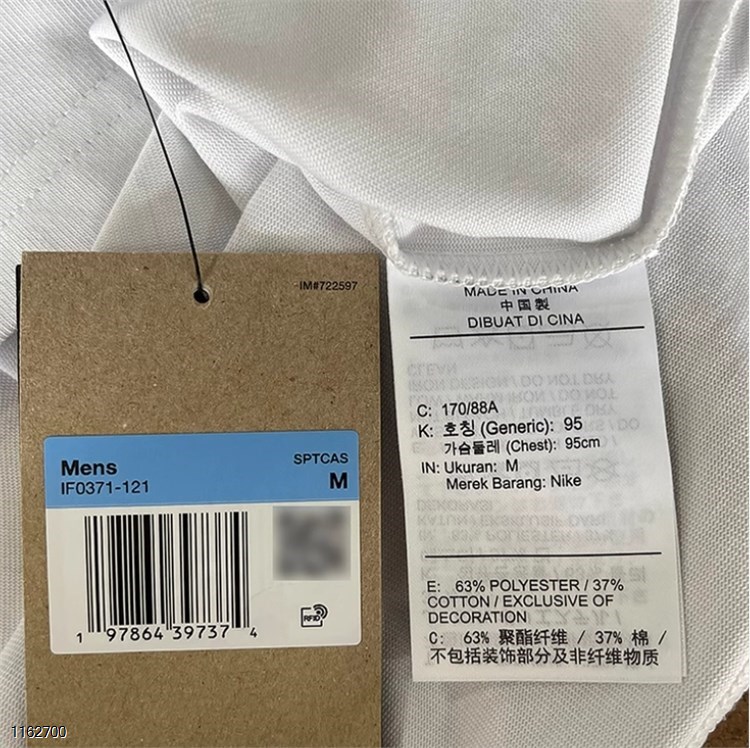 -IM#722597
Mens
SPTCAS
IF0371-121
M
1 97864 39737 4
RFID
MADE IN CHINA
中国製
DIBUAT DI CINA
C: 170/88A
K: 호칭 (Generic): 95
가슴둘레 (Chest): 95cm
IN: Ukuran: M
Merek Barang: Nike
E: 63% POLYESTER / 37%
COTTON / EXCLUSIVE OF
DECORATION
C: 63% 聚酯纤维 / 37% 棉 /
不包括装饰部分及非纤维物质
1162700